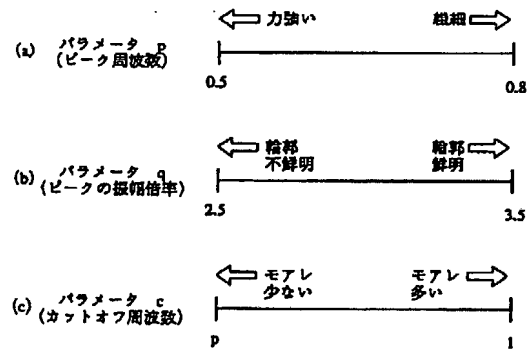 (a) パラメータ p
(ピーク周波数)
力強い
繊細
0.5
0.8
(b) パラメータ q
(ピークの振幅倍率)
輪郭
不鮮明
輪郭
鮮明
2.5
3.5
(c) パラメータ c
(カットオフ周波数)
モアレ
少ない
モアレ
多い
p
1